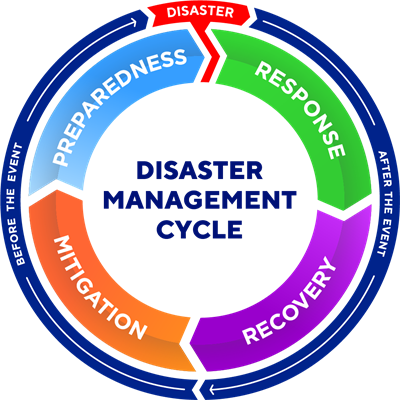 DISASTER
PREPAREDNESS
RESPONSE
BEFORE THE EVENT
DISASTER
MANAGEMENT
CYCLE
AFTER THE EVENT
MITIGATION
RECOVERY